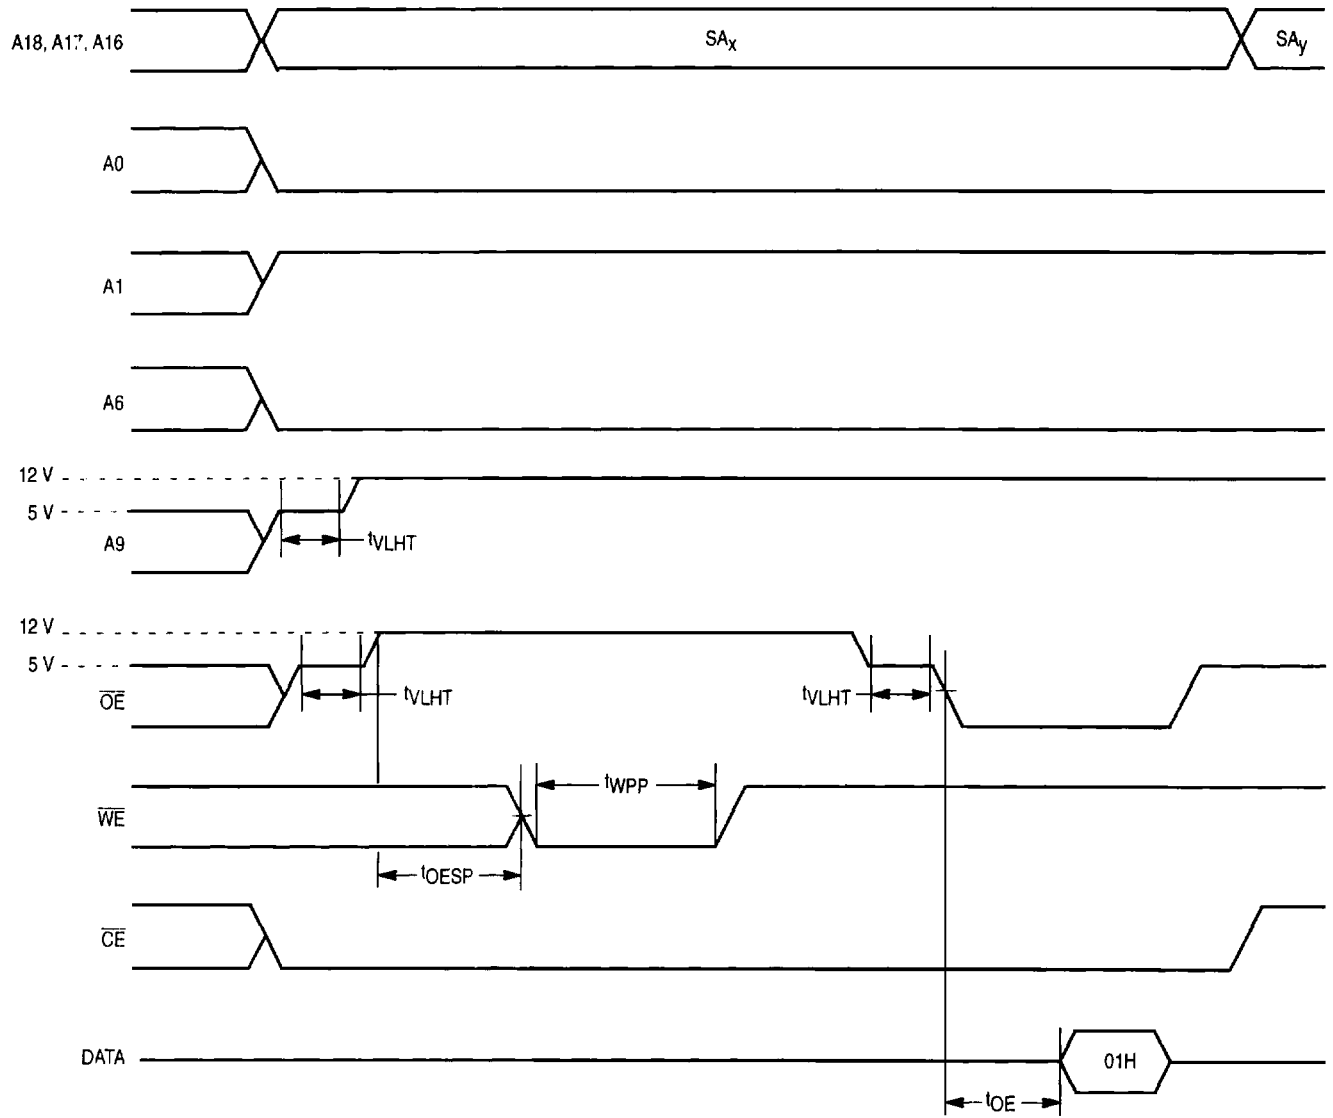 A18, A17, A16
SAx
SAy
A0
A1
A6
12 V
5 V
A9
tVLHT
12 V
5 V
OE
tVLHT
tVLHT
WE
tWPP
tOESP
CE
DATA
01H
tOE